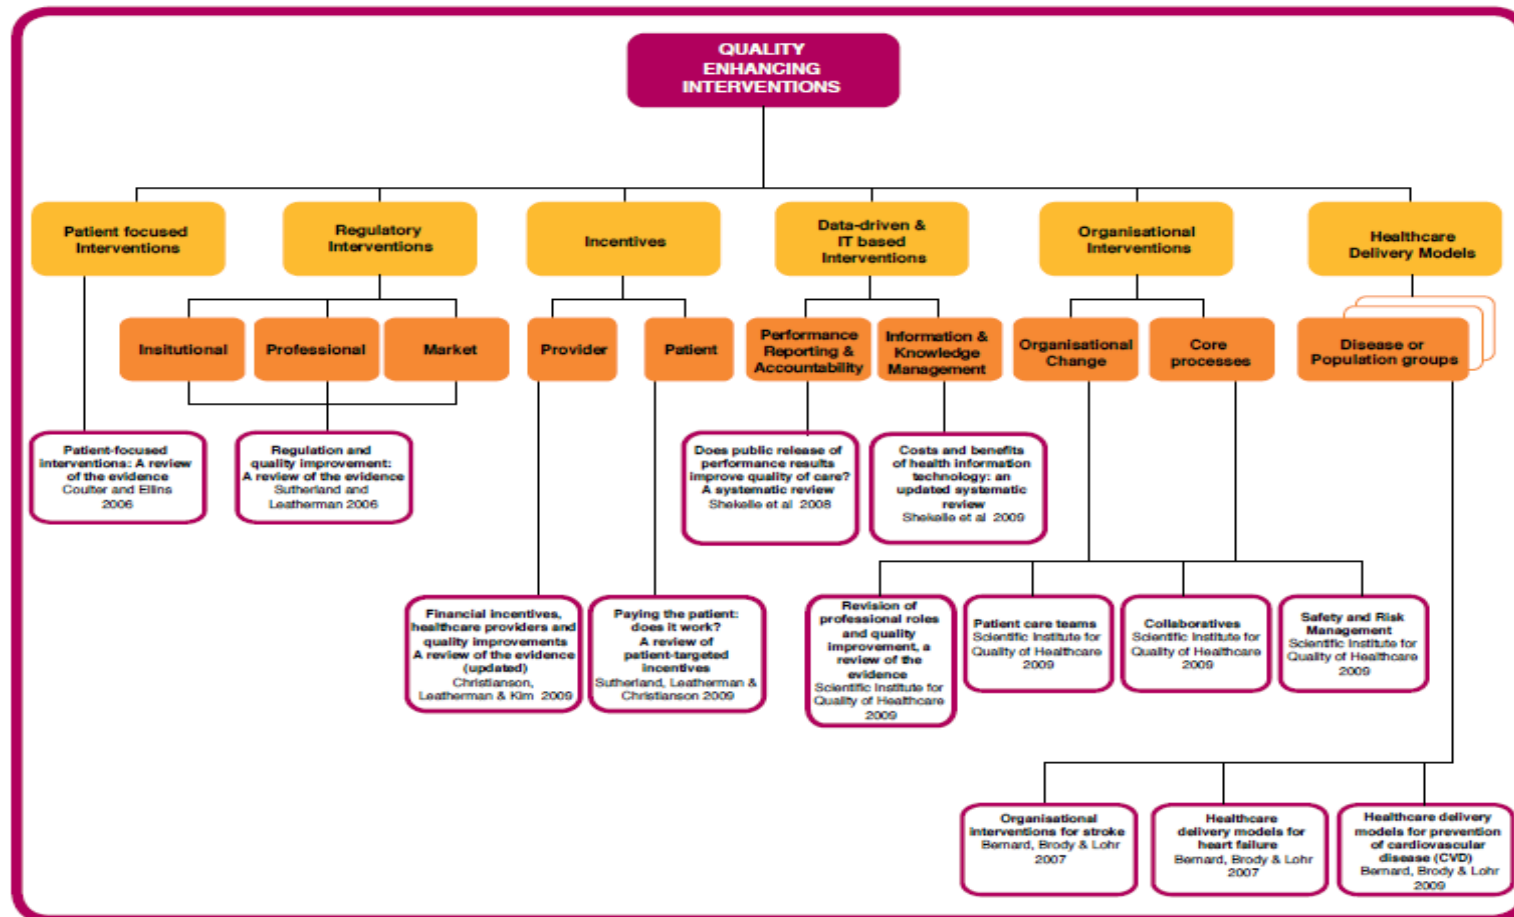 QUALITY
ENHANCING
INTERVENTIONS
Patient focused
Interventions
Regulatory
Interventions
Incentives
Data-driven &
IT based
Interventions
Organisational
Interventions
Healthcare
Delivery Models
Insitutional
Professional
Market
Provider
Patient
Performance
Reporting &
Accountability
Information &
Knowledge
Management
Organisational
Change
Core
processes
Disease or
Population groups
Patient-focused
interventions: A review
of the evidence
Coulter and Ellins
2006
Regulation and
quality improvement:
A review of the evidence
Sutherland and
Leatherman 2006
Does public release of
performance results
improve quality of care?
A systematic review
Shekelle et al 2008
Costs and benefits
of health information
technology: an
updated systematic
review
Shekelle et al 2009
Financial incentives,
healthcare providers and
quality improvements
A review of the evidence
(updated)
Christianson,
Leatherman & Kim 2009
Paying the patient:
does it work?
A review of
patient-targeted
incentives
Sutherland, Leatherman &
Christianson 2009
Revision of
professional roles
and quality
improvement, a
review of the
evidence
Scientific Institute for
Quality of Healthcare
2009
Patient care teams
Scientific Institute for
Quality of Healthcare
2009
Collaboratives
Scientific Institute for
Quality of Healthcare
2009
Safety and Risk
Management
Scientific Institute for
Quality of Healthcare
2009
Organisational
interventions for stroke
Bernard, Brody & Lohr
2007
Healthcare
delivery models for
heart failure
Bernard, Brody & Lohr
2007
Healthcare delivery
models for prevention
of cardiovascular
disease (CVD)
Bernard, Brody & Lohr
2009